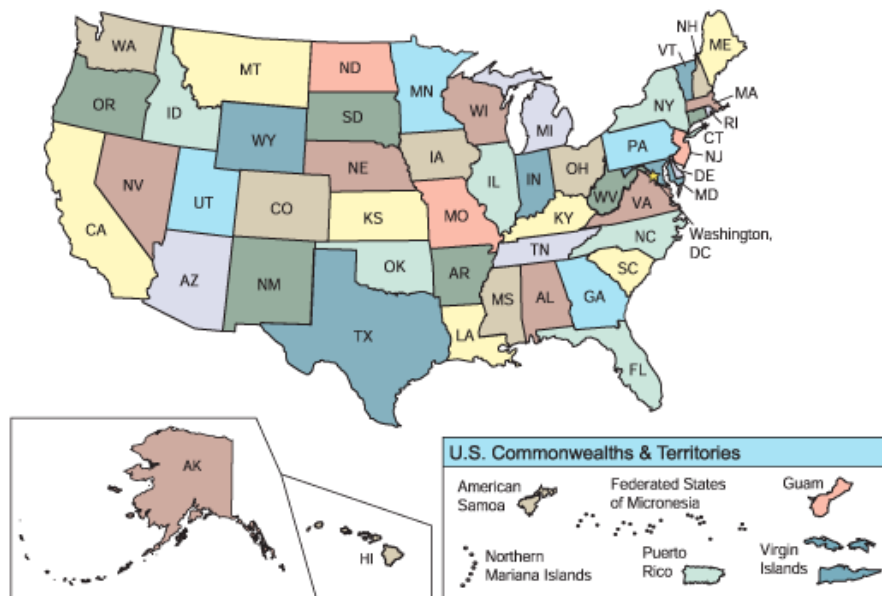 WA
MT
ND
MN
OR
ID
WY
SD
WI
MI
NH
VT
ME
NY
MA
RI
CT
NJ
PA
DE
MD
Washington,
DC
NV
UT
CO
NE
IA
IL
IN
OH
WV
VA
CA
KS
MO
KY
NC
TN
SC
AZ
NM
OK
AR
MS
AL
GA
TX
LA
FL
AK
HI
U.S. Commonwealths & Territories
American
Samoa
Federated States
of Micronesia
Guam
Northern
Mariana Islands
Puerto
Rico
Virgin
Islands